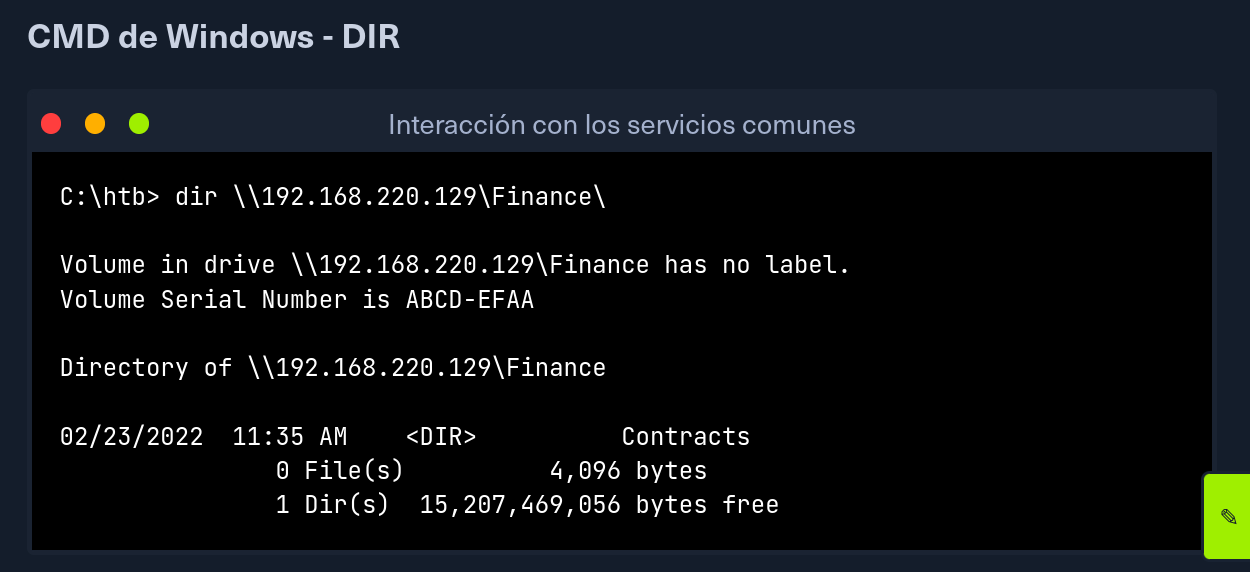 CMD de Windows - DIR
Interacción con los servicios comunes
C:\htb> dir \\192.168.220.129\Finance\
Volume in drive \\192.168.220.129\Finance has no label.
Volume Serial Number is ABCD-EFAA
Directory of \\192.168.220.129\Finance
02/23/2022  11:35 AM    <DIR>          Contracts
               0 File(s)          4,096 bytes
               1 Dir(s)  15,207,469,056 bytes free